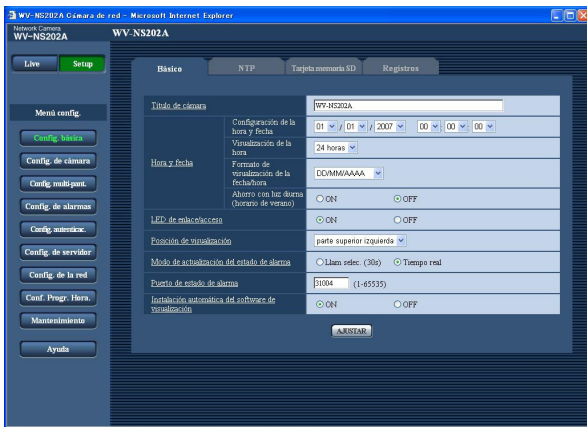 WV-NS202A Cámara de red - Microsoft Internet Explorer
Network Camera
WV-NS202A
WV-NS202A
Live
Setup
Básico
NTP
Tarjeta memoria SD
Registros
Menú config.
Config. básica
Config. de cámara
Config. multi-pant.
Config. de alarmas
Config. autenticac.
Config. de servidor
Config. de la red
Conf. Progr. Hora.
Mantenimiento
Ayuda
Título de cámara
WV-NS202A
Hora y fecha
Configuración de la
hora y fecha
01 / 01 / 2007 00 : 00 : 00
Visualización de la
hora
24 horas
Formato de
visualización de la
fecha/hora
DD/MM/AAAA
Ahorro con luz diurna
(horario de verano)
ON OFF
LED de enlace/acceso
ON OFF
Posición de visualización
parte superior izquierda
Modo de actualización del estado de alarma
Llam selec. (30s) Tiempo real
Puerto de estado de
alarma
31004 (1-65535)
Instalación automática del software de
visualización
ON OFF
AJUSTAR